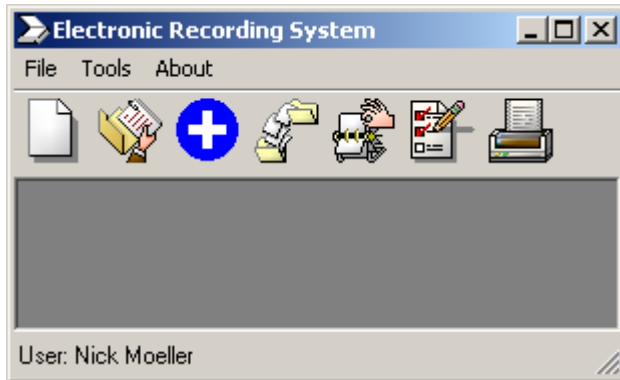 Electronic Recording System
File Tools About
User: Nick Moeller